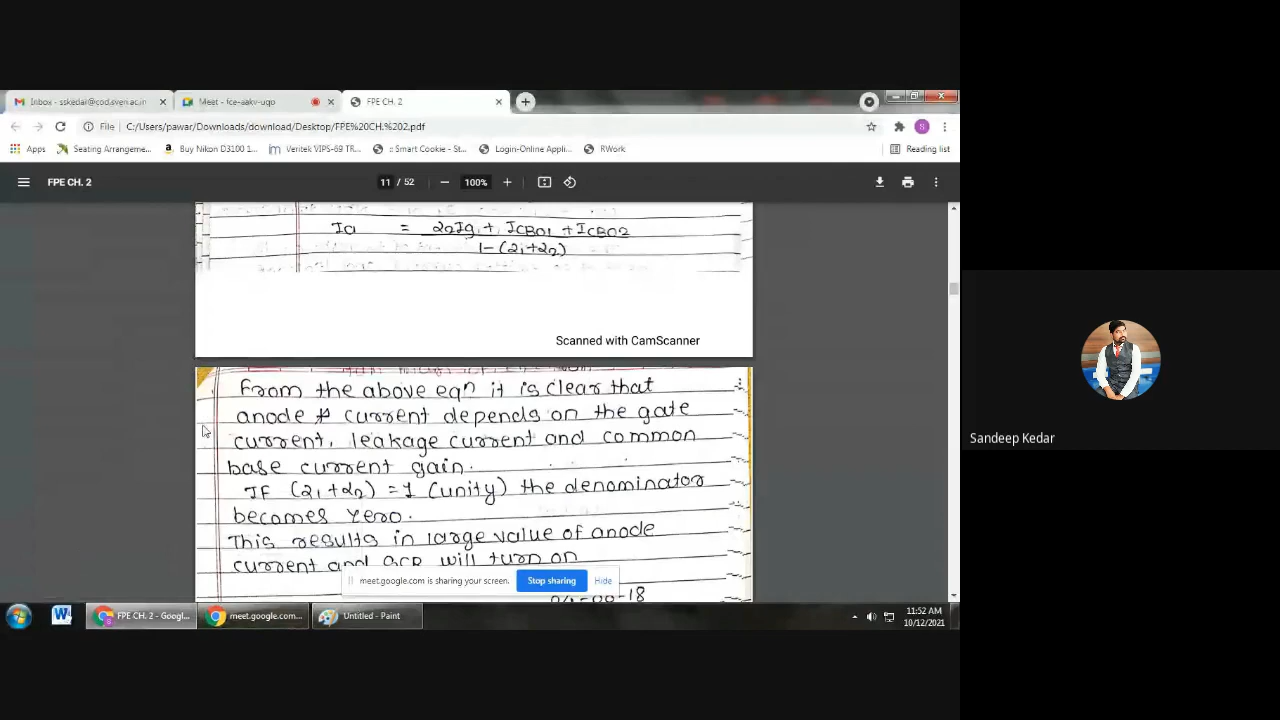 Inbox - sskedar@cod.sveri.ac.in
Meet - fce-aakv-uqo
FPE CH. 2
File | C:/Users/pawar/Downloads/download/Desktop/FPE%20CH.%202.pdf
Apps
Seating Arrangeme...
Buy Nikon D3100 1...
Veritek VIPS-69 TR...
:: Smart Cookie - St...
Login-Online Appli...
RWork
Reading list
FPE CH. 2
11 / 52
100%
Ia = α2Ig + ICBO1 + ICBO2
1-(α1+α2)
Scanned with CamScanner
From the above eqn it is clear that
anode current depends on the gate
current, leakage current and common
base current gain.
IF (α1+α2) = 1 (unity) the denominator
becomes zero.
This results in large value of anode
current and SCR will turn on
meet.google.com is sharing your screen.
Stop sharing
Hide
Sandeep Kedar
FPE CH. 2 - Googl...
meet.google.com...
Untitled - Paint
11:52 AM
10/12/2021